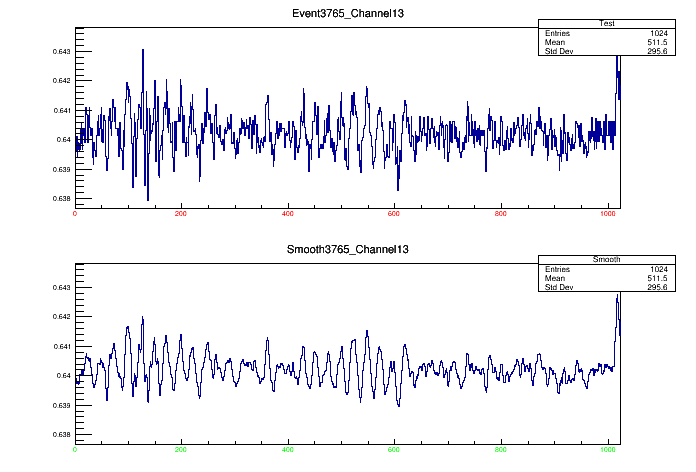 Event3765_Channel13
Test
Entries 1024
Mean 511.5
Std Dev 295.6
0.643
0.642
0.641
0.64
0.639
0.638
0 200 400 600 800 1000
Smooth3765_Channel13
Smooth
Entries 1024
Mean 511.5
Std Dev 295.6
0.643
0.642
0.641
0.64
0.639
0.638
0 200 400 600 800 1000